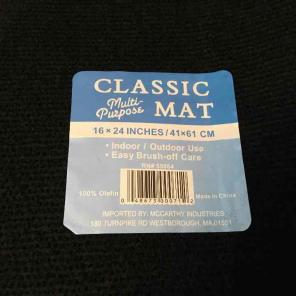 CLASSIC
Multi-Purpose MAT
16 × 24 INCHES / 41×61 CM
• Indoor / Outdoor Use
• Easy Brush-off Care
100% Olefin
Made in China
IMPORTED BY: MCCARTHY INDUSTRIES
TURNPIKE RD WESTBOROUGH, MA 01581